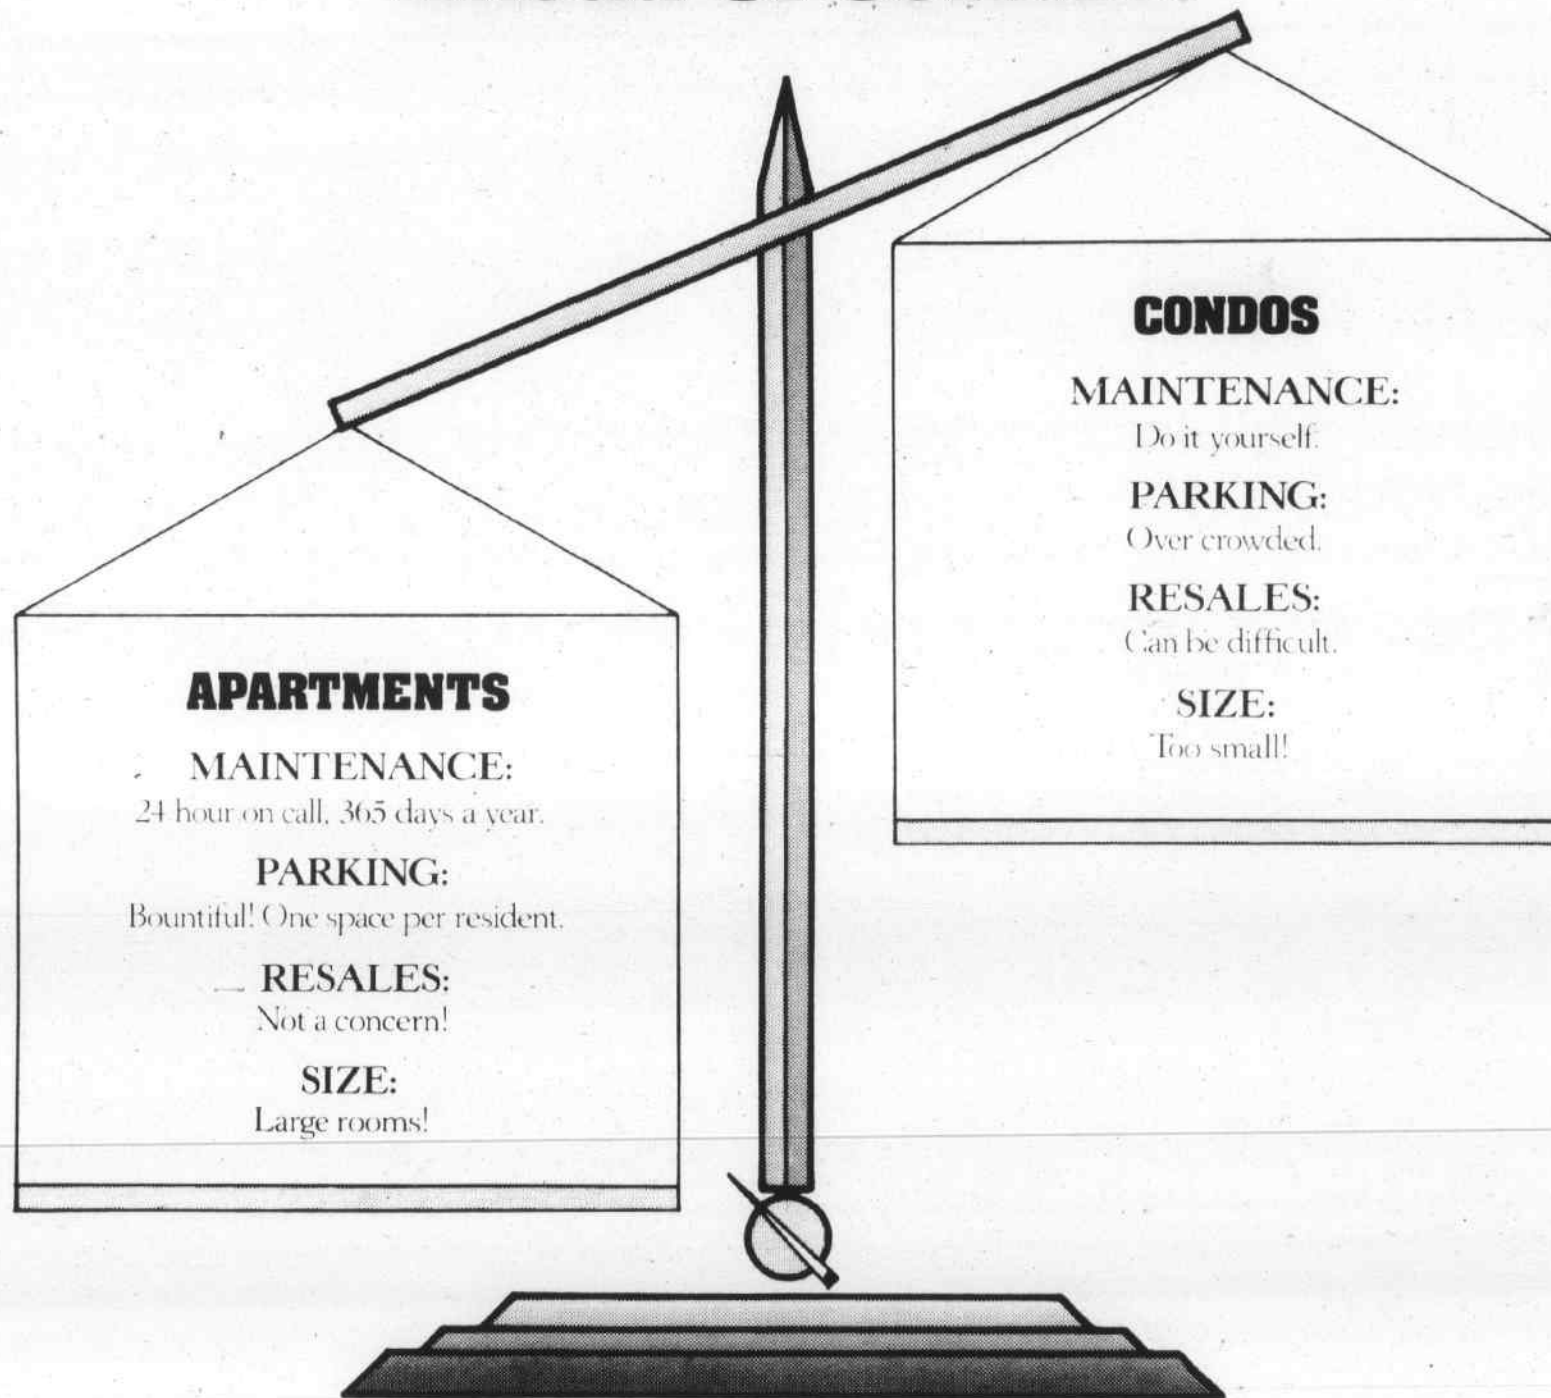 APARTMENTS
MAINTENANCE:
24 hour on call, 365 days a year.
PARKING:
Bountiful! One space per resident.
RESALES:
Not a concern!
SIZE:
Large rooms!
CONDOS
MAINTENANCE:
Do it yourself.
PARKING:
Over crowded.
RESALES:
Can be difficult.
SIZE:
Too small!